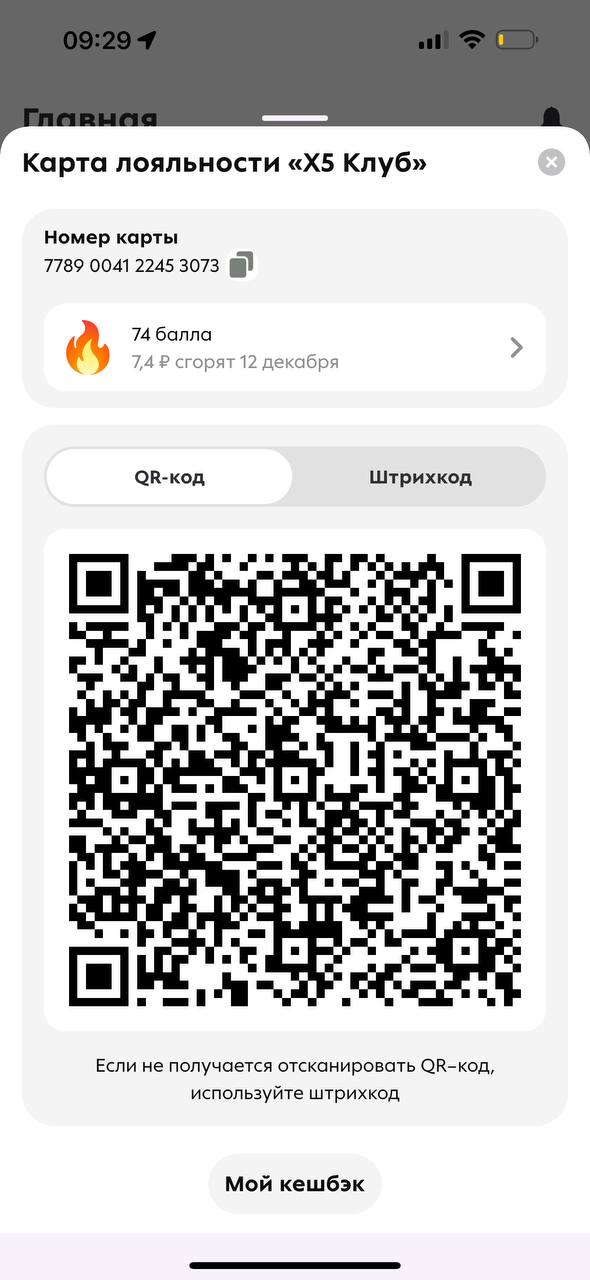 09:29
Главная
Карта лояльности «X5 Клуб»
Номер карты
7789 0041 2245 3073
74 балла
7,4 ₽ сгорят 12 декабря
QR-код
Штрихкод
Если не получается отсканировать QR–код,
используйте штрихкод
Мой кешбэк